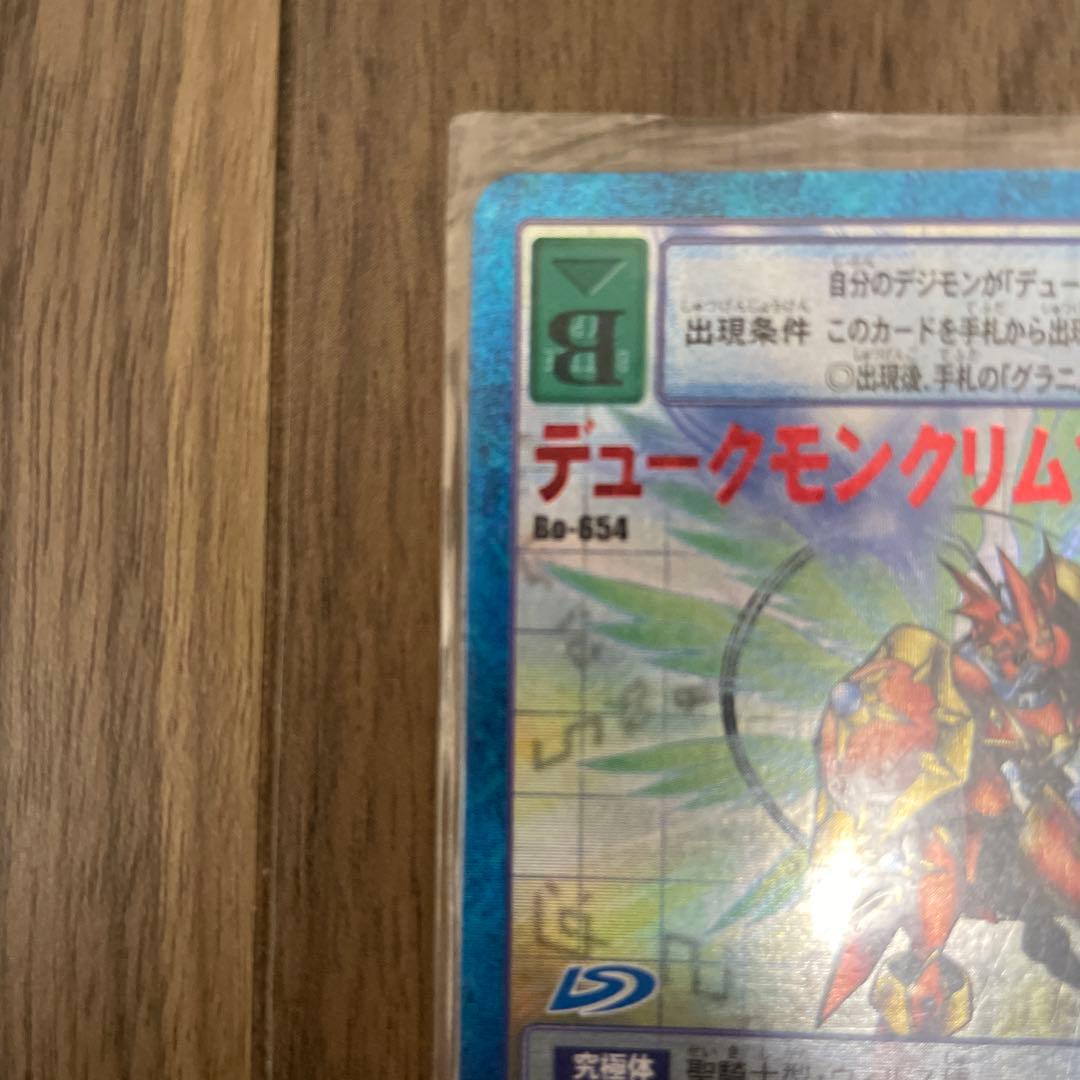 自分のデジモンが「デュー
出現条件 このカードを手札から出現
◎出現後、手札の「グラニ
B
デュークモンクリム
Bo-654
究極体
聖騎士型・ウ